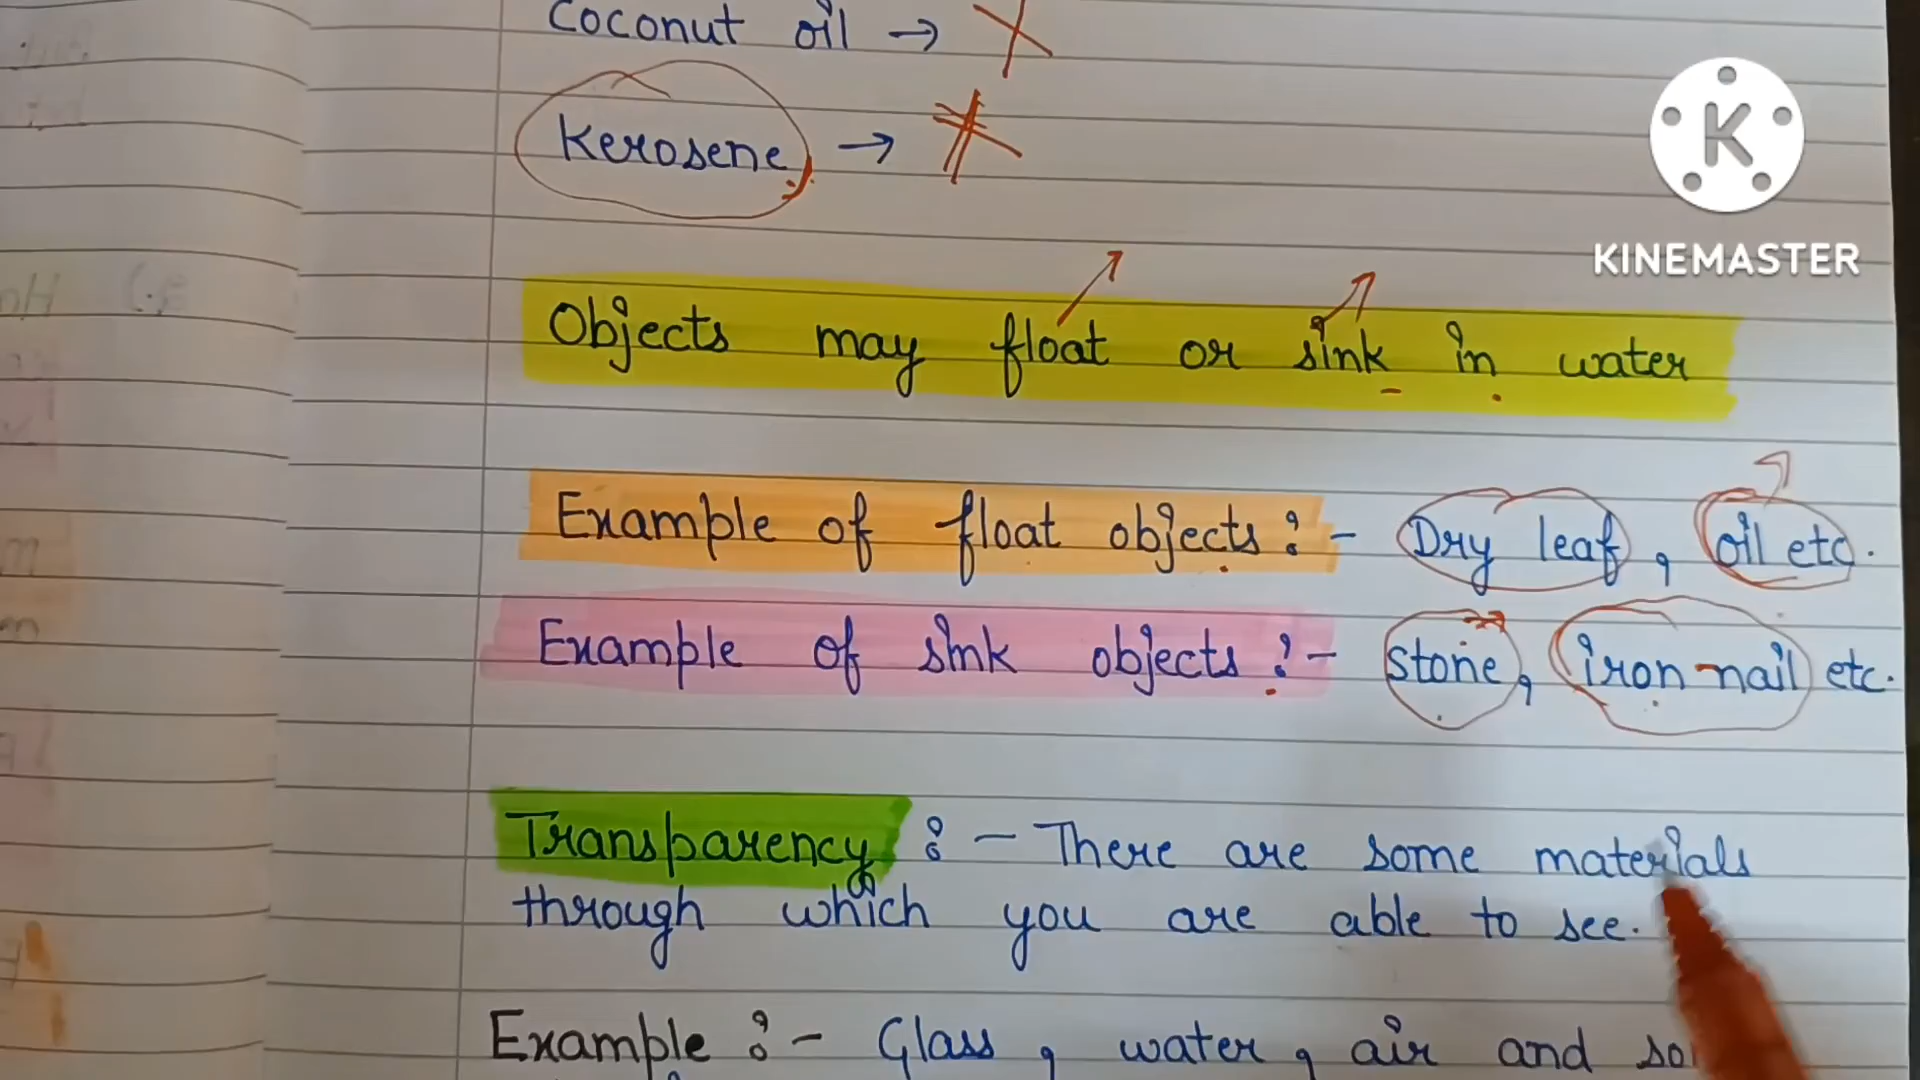 Coconut oil → X
Kerosene, → X
KINEMASTER
Objects may float or sink in water
Example of float objects :- Dry leaf, oil etc.
Example of sink objects :- stone, iron nail etc.
Transparency :- There are some materials
through which you are able to see.
Example :- Glass, water, air and